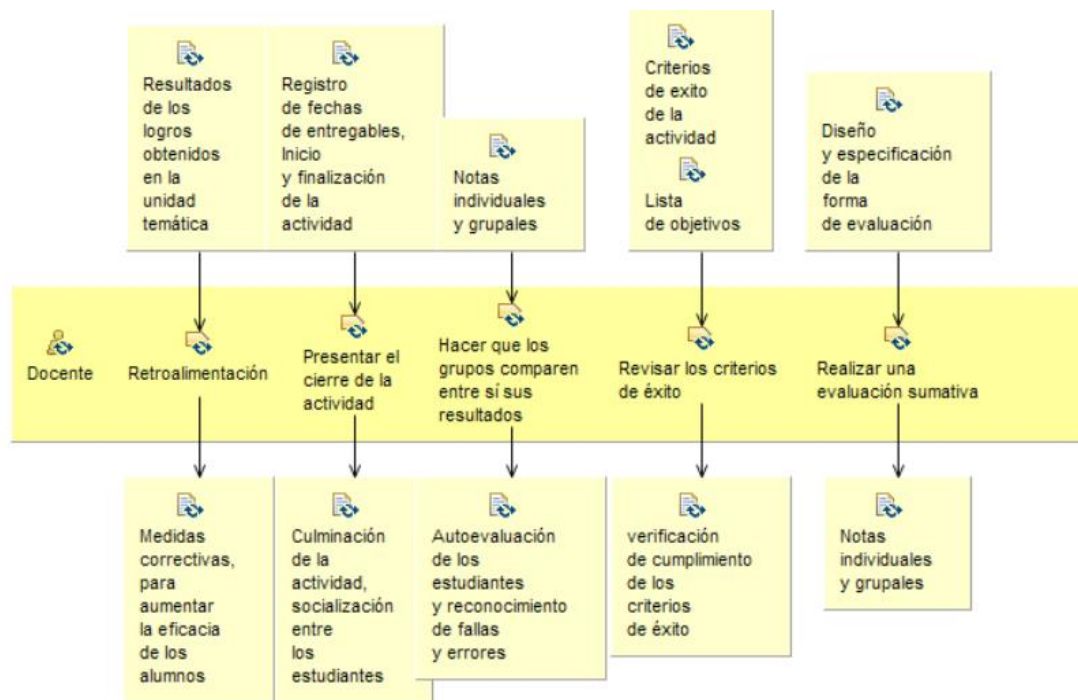 Resultados
de los
logros
obtenidos
en la
unidad
temática
Registro
de fechas
de entregables,
Inicio
y finalización
de la
actividad
Notas
individuales
y grupales
Criterios
de exito
de la
actividad
Lista
de objetivos
Diseño
y especificación
de la
forma
de evaluación
Docente
Retroalimentación
Presentar el
cierre de la
actividad
Hacer que los
grupos comparen
entre sí sus
resultados
Revisar los criterios
de éxito
Realizar una
evaluación sumativa
Medidas
correctivas,
para
aumentar
la eficacia
de los
alumnos
Culminación
de la
actividad,
socialización
entre
los
estudiantes
Autoevaluación
de los
estudiantes
y reconocimiento
de fallas
y errores
verificación
de cumplimiento
de los
criterios
de éxito
Notas
individuales
y grupales